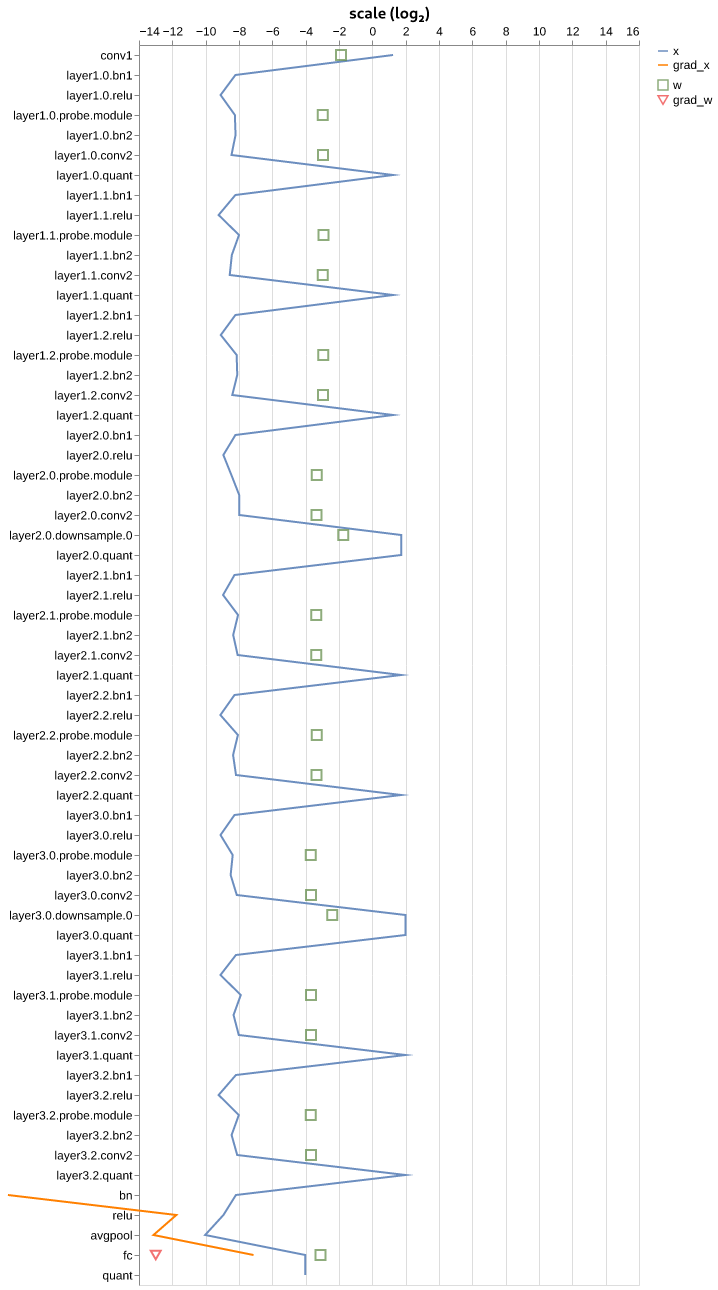 scale (log₂)
−14 −12 −10 −8 −6 −4 −2 0 2 4 6 8 10 12 14 16
x
grad_x
w
grad_w
conv1
layer1.0.bn1
layer1.0.relu
layer1.0.probe.module
layer1.0.bn2
layer1.0.conv2
layer1.0.quant
layer1.1.bn1
layer1.1.relu
layer1.1.probe.module
layer1.1.bn2
layer1.1.conv2
layer1.1.quant
layer1.2.bn1
layer1.2.relu
layer1.2.probe.module
layer1.2.bn2
layer1.2.conv2
layer1.2.quant
layer2.0.bn1
layer2.0.relu
layer2.0.probe.module
layer2.0.bn2
layer2.0.conv2
layer2.0.downsample.0
layer2.0.quant
layer2.1.bn1
layer2.1.relu
layer2.1.probe.module
layer2.1.bn2
layer2.1.conv2
layer2.1.quant
layer2.2.bn1
layer2.2.relu
layer2.2.probe.module
layer2.2.bn2
layer2.2.conv2
layer2.2.quant
layer3.0.bn1
layer3.0.relu
layer3.0.probe.module
layer3.0.bn2
layer3.0.conv2
layer3.0.downsample.0
layer3.0.quant
layer3.1.bn1
layer3.1.relu
layer3.1.probe.module
layer3.1.bn2
layer3.1.conv2
layer3.1.quant
layer3.2.bn1
layer3.2.relu
layer3.2.probe.module
layer3.2.bn2
layer3.2.conv2
layer3.2.quant
bn
relu
avgpool
fc
quant